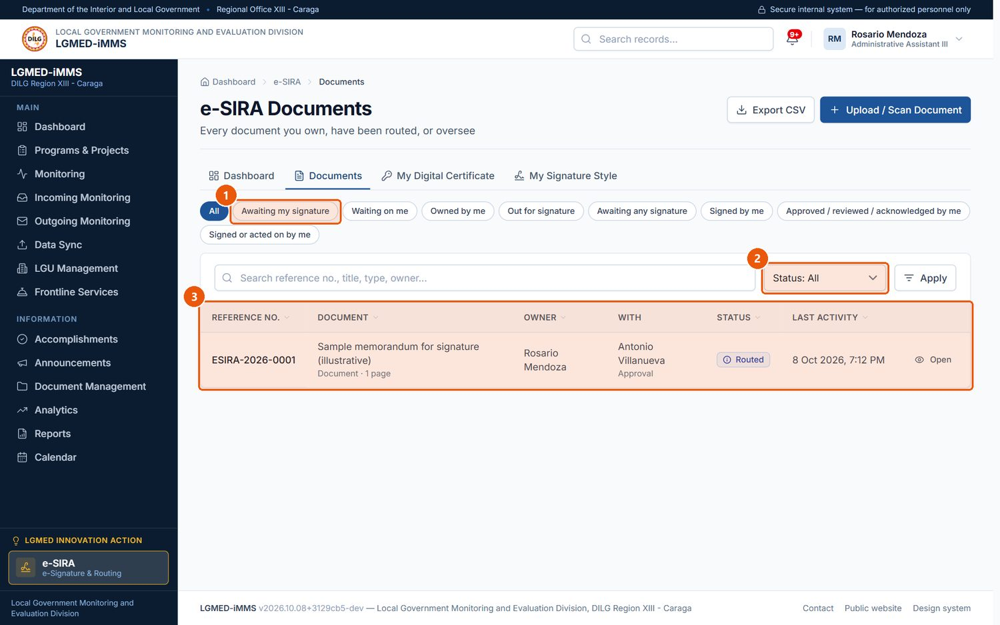 Department of the Interior and Local Government • Regional Office XIII - Caraga
Secure internal system — for authorized personnel only
DILG
LOCAL GOVERNMENT MONITORING AND EVALUATION DIVISION
LGMED-iMMS
Search records...
9+
RM
Rosario Mendoza
Administrative Assistant III
LGMED-iMMS
DILG Region XIII - Caraga
MAIN
Dashboard
Programs & Projects
Monitoring
Incoming Monitoring
Outgoing Monitoring
Data Sync
LGU Management
Frontline Services
INFORMATION
Accomplishments
Announcements
Document Management
Analytics
Reports
Calendar
LGMED INNOVATION ACTION
e-SIRA
e-Signature & Routing
Local Government Monitoring and
Evaluation Division
Dashboard > e-SIRA > Documents
e-SIRA Documents
Every document you own, have been routed, or oversee
Export CSV
+ Upload / Scan Document
Dashboard
Documents
My Digital Certificate
My Signature Style
1
All
Awaiting my signature
Waiting on me
Owned by me
Out for signature
Awaiting any signature
Signed by me
Approved / reviewed / acknowledged by me
Signed or acted on by me
2
Search reference no., title, type, owner...
Status: All
Apply
3
REFERENCE NO. DOCUMENT OWNER WITH STATUS LAST ACTIVITY
ESIRA-2026-0001
Sample memorandum for signature
(illustrative)
Document · 1 page
Rosario
Mendoza
Antonio
Villanueva
Approval
Routed
8 Oct 2026, 7:12 PM
Open
LGMED-iMMS v2026.10.08+3129cb5-dev — Local Government Monitoring and Evaluation Division, DILG Region XIII - Caraga
Contact Public website Design system